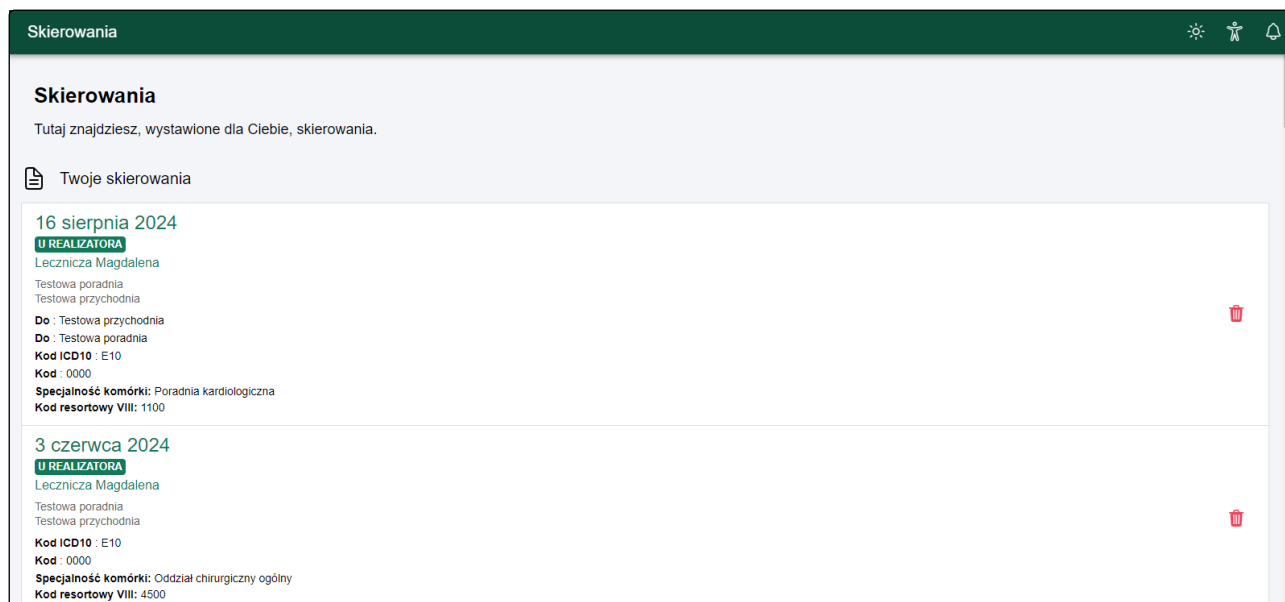 Skierowania
Skierowania
Tutaj znajdziesz, wystawione dla Ciebie, skierowania.
Twoje skierowania
16 sierpnia 2024
U REALIZATORA
Lecznicza Magdalena
Testowa poradnia
Testowa przychodnia
Do : Testowa przychodnia
Do : Testowa poradnia
Kod ICD10 : E10
Kod : 0000
Specjalność komórki: Poradnia kardiologiczna
Kod resortowy VIII: 1100
3 czerwca 2024
U REALIZATORA
Lecznicza Magdalena
Testowa poradnia
Testowa przychodnia
Kod ICD10 : E10
Kod : 0000
Specjalność komórki: Oddział chirurgiczny ogólny
Kod resortowy VIII: 4500